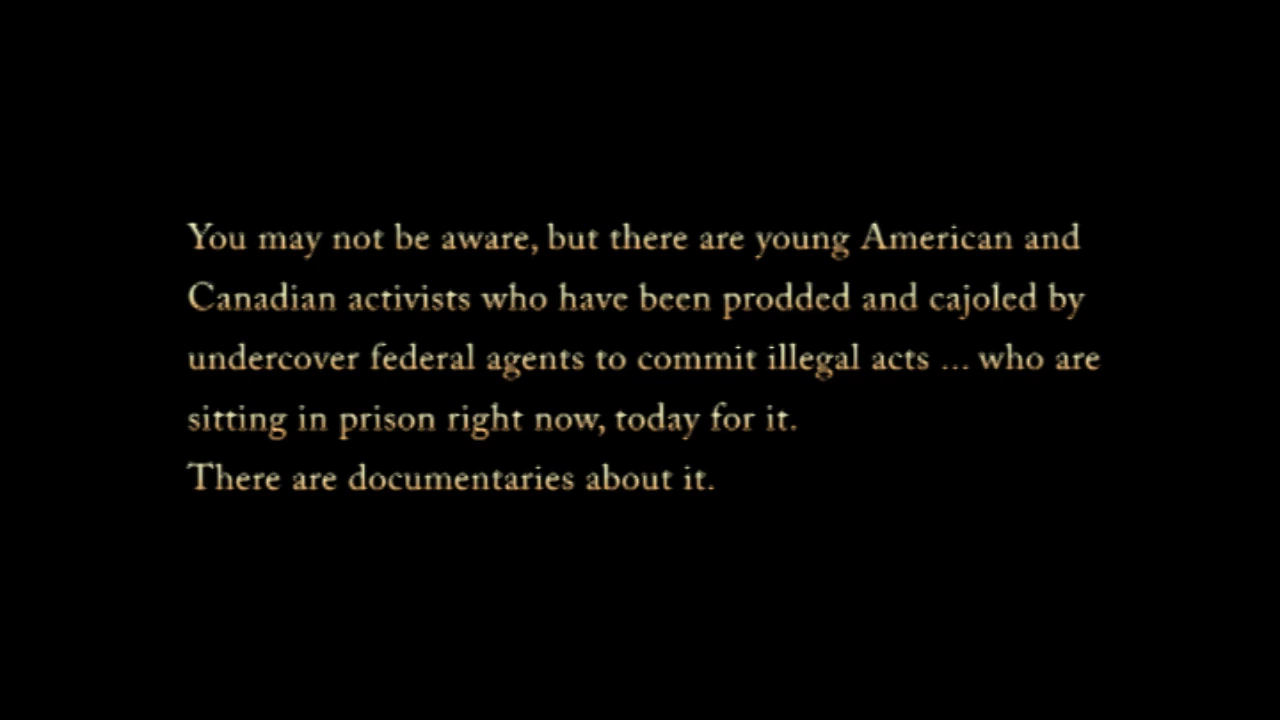 You may not be aware, but there are young American and
Canadian activists who have been prodded and cajoled by
undercover federal agents to commit illegal acts ... who are
sitting in prison right now, today for it.
There are documentaries about it.